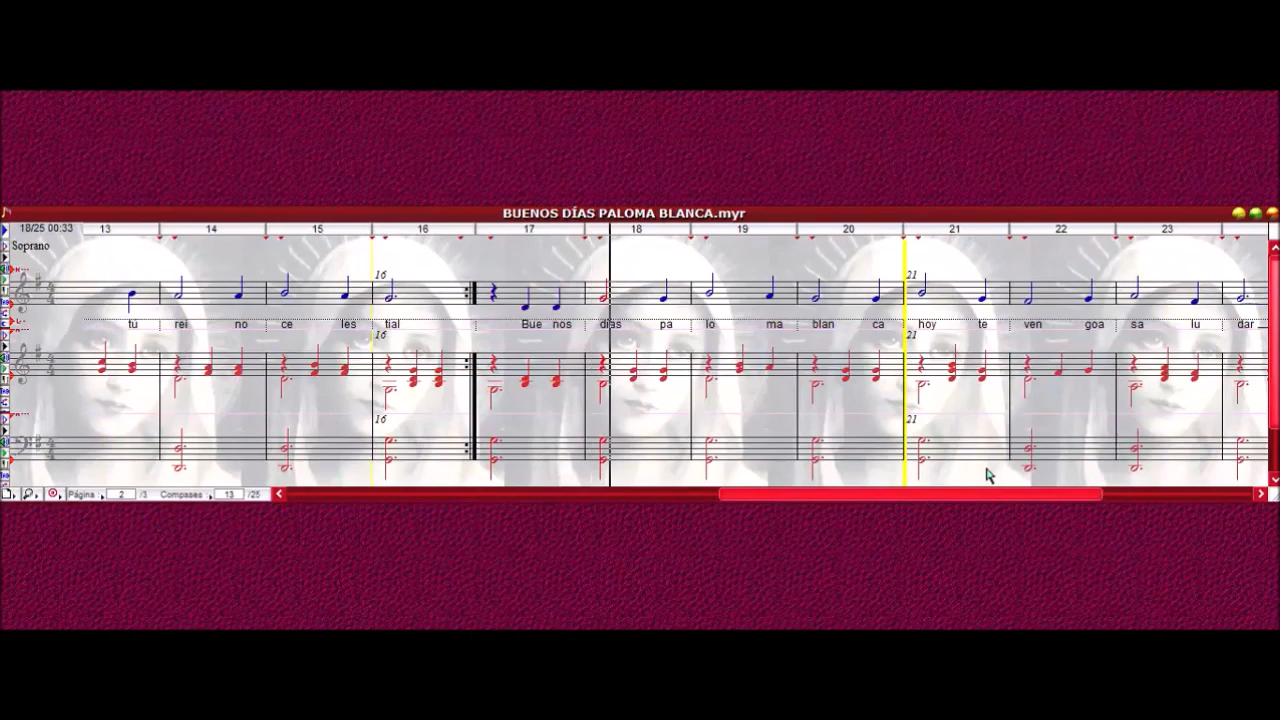 BUENOS DÍAS PALOMA BLANCA.myr
18/25 00:33 13 14 15 16 17 18 19 20 21 22 23
Soprano
16 21
tú rei no ce les tial Bue nos días pa lo ma blan ca hoy te ven goa sa lu dar
16 21
16 21
Página 2 /3 Compases 13 /25